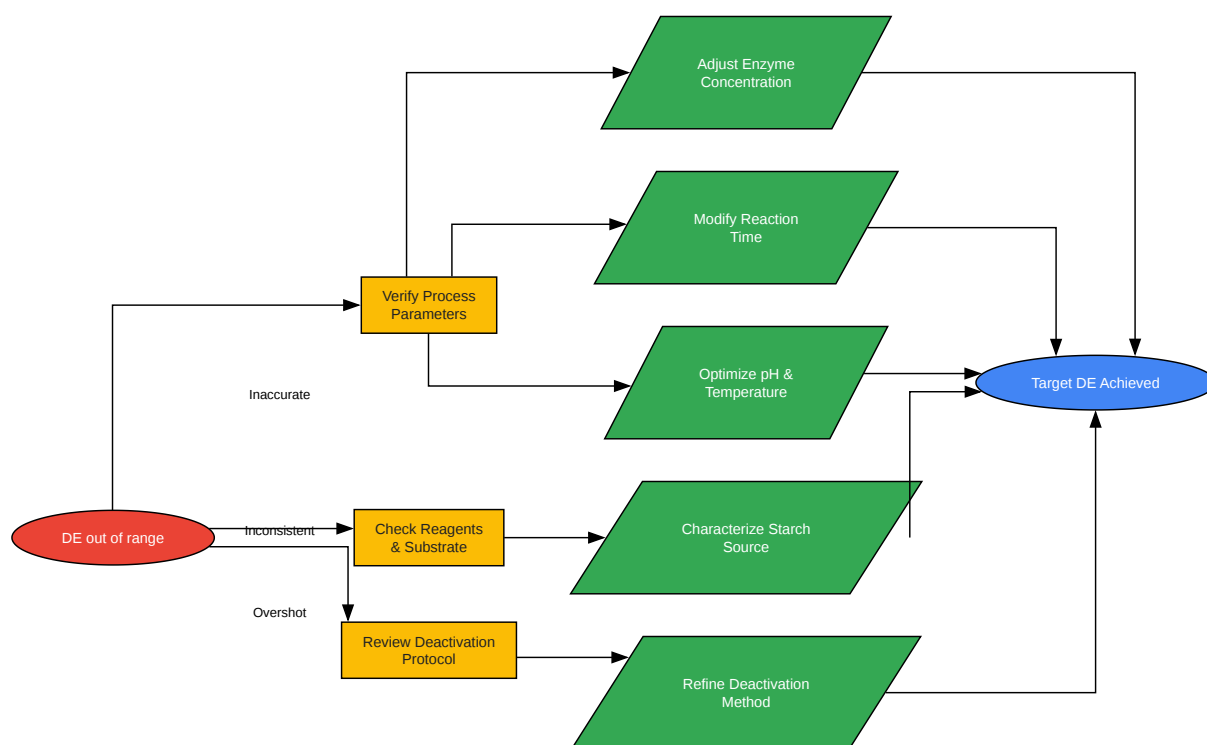 Adjust Enzyme
Concentration
Modify Reaction
Time
Verify Process
Parameters
Optimize pH &
Temperature
Target DE Achieved
Inaccurate
DE out of range
Inconsistent
Check Reagents
& Substrate
Characterize Starch
Source
Overshot
Review Deactivation
Protocol
Refine Deactivation
Method